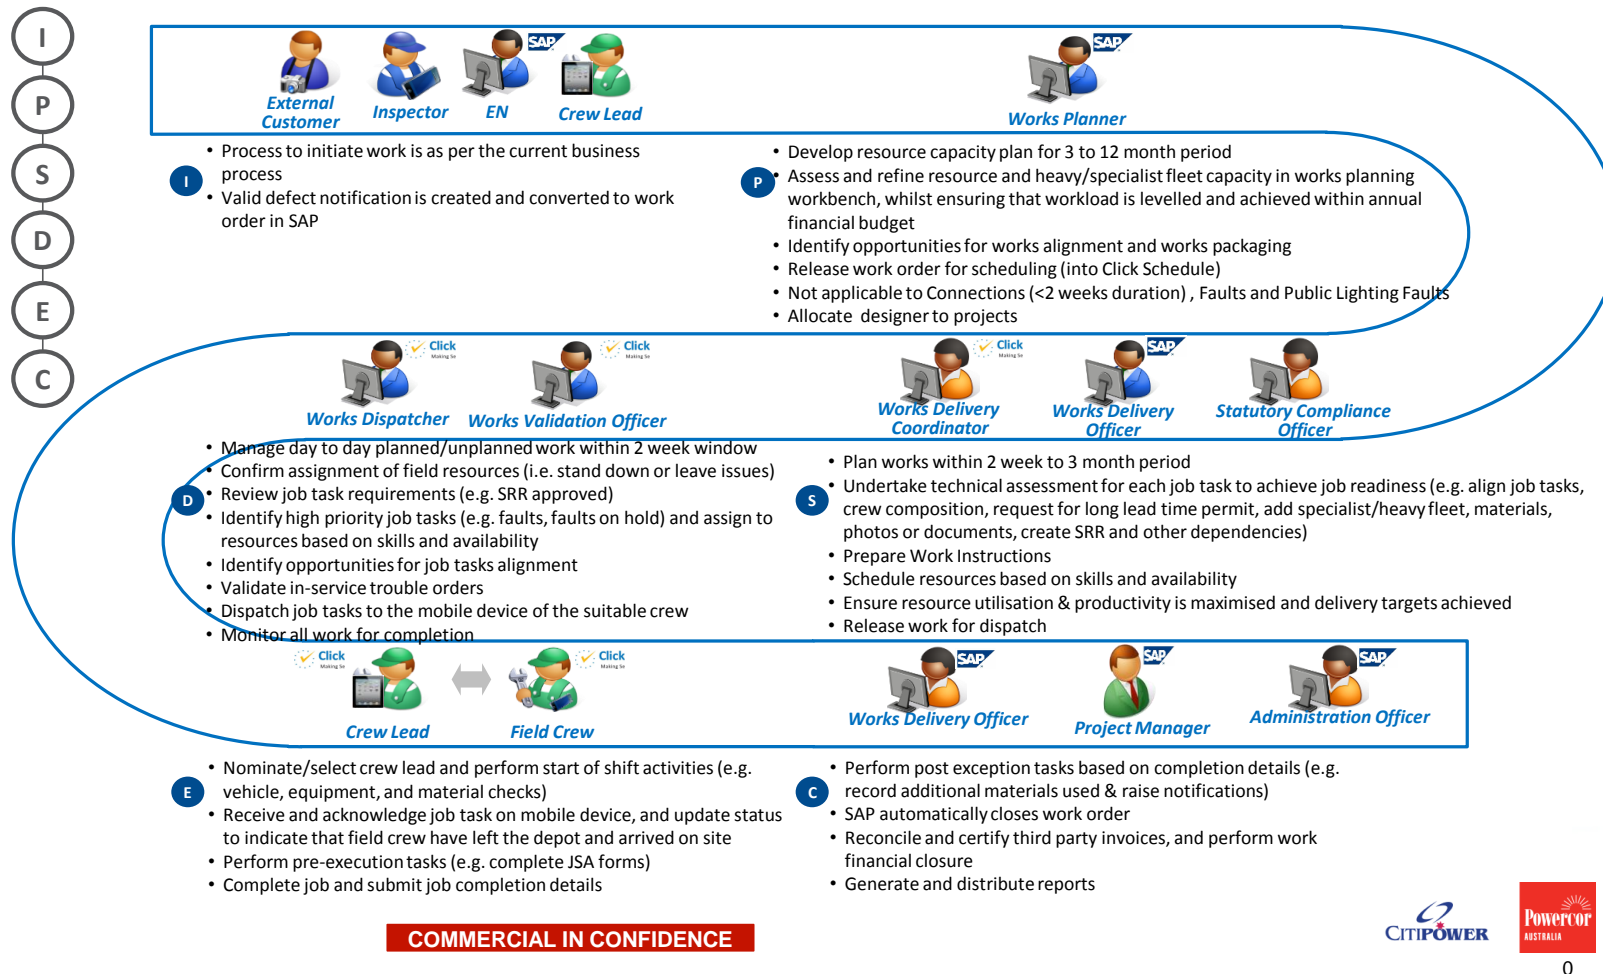 I
P
S
D
E
C
SAP
SAP
External
Customer
Inspector
EN
Crew Lead
Works Planner
I
• Process to initiate work is as per the current business
process
• Valid defect notification is created and converted to work
order in SAP
P
• Develop resource capacity plan for 3 to 12 month period
• Assess and refine resource and heavy/specialist fleet capacity in works planning
workbench, whilst ensuring that workload is levelled and achieved within annual
financial budget
• Identify opportunities for works alignment and works packaging
• Release work order for scheduling (into Click Schedule)
• Not applicable to Connections (<2 weeks duration) , Faults and Public Lighting Faults
• Allocate designer to projects
Click
Making Se
Click
Making Se
Click
Making Se
SAP
Works Dispatcher
Works Validation Officer
Works Delivery
Coordinator
Works Delivery
Officer
Statutory Compliance
Officer
D
• Manage day to day planned/unplanned work within 2 week window
• Confirm assignment of field resources (i.e. stand down or leave issues)
• Review job task requirements (e.g. SRR approved)
• Identify high priority job tasks (e.g. faults, faults on hold) and assign to
resources based on skills and availability
• Identify opportunities for job tasks alignment
• Validate in-service trouble orders
• Dispatch job tasks to the mobile device of the suitable crew
• Monitor all work for completion
S
• Plan works within 2 week to 3 month period
• Undertake technical assessment for each job task to achieve job readiness (e.g. align job tasks,
crew composition, request for long lead time permit, add specialist/heavy fleet, materials,
photos or documents, create SRR and other dependencies)
• Prepare Work Instructions
• Schedule resources based on skills and availability
• Ensure resource utilisation & productivity is maximised and delivery targets achieved
• Release work for dispatch
Click
Making Se
Click
Making Se
SAP
SAP
SAP
Crew Lead
Field Crew
Works Delivery Officer
Project Manager
Administration Officer
E
• Nominate/select crew lead and perform start of shift activities (e.g.
vehicle, equipment, and material checks)
• Receive and acknowledge job task on mobile device, and update status
to indicate that field crew have left the depot and arrived on site
• Perform pre-execution tasks (e.g. complete JSA forms)
• Complete job and submit job completion details
C
• Perform post exception tasks based on completion details (e.g.
record additional materials used & raise notifications)
• SAP automatically closes work order
• Reconcile and certify third party invoices, and perform work
financial closure
• Generate and distribute reports
COMMERCIAL IN CONFIDENCE
CITIPOWER
Powercor
AUSTRALIA
0